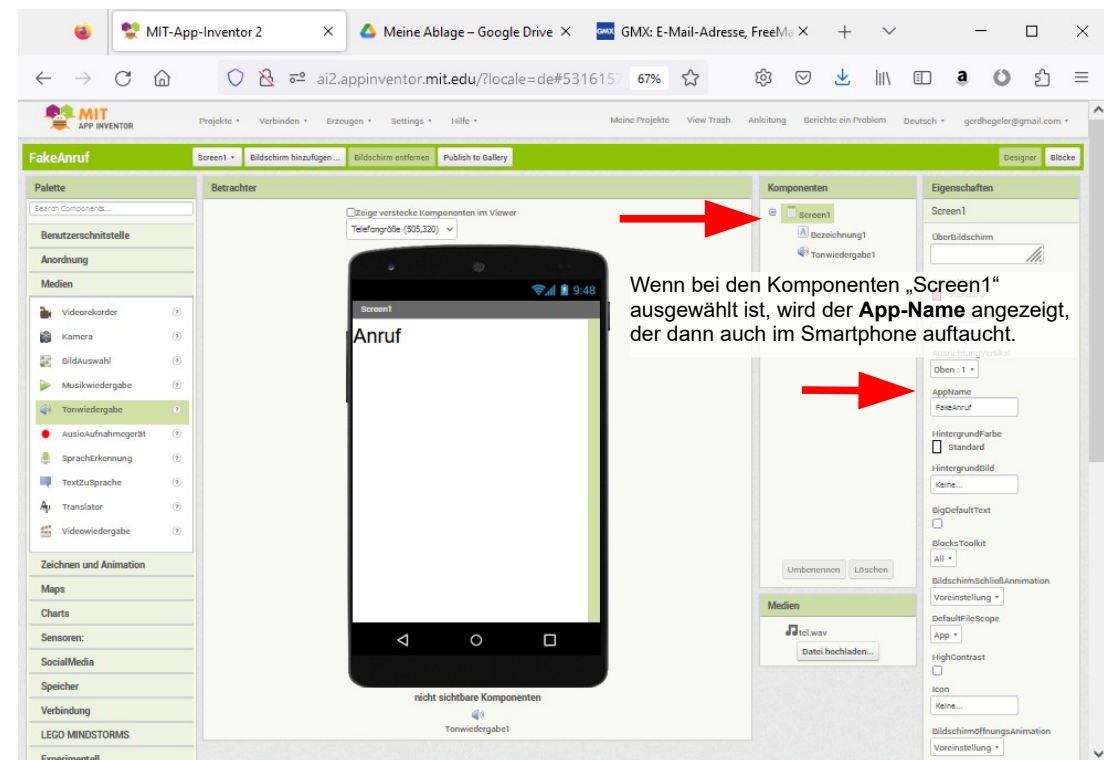 MIT-App-Inventor 2
Meine Ablage – Google Drive
GMX: E-Mail-Adresse, FreeMa
ai2.appinventor.mit.edu/?locale=de#5316157
67%
MIT
APP INVENTOR
Projekte
Verbinden
Erzeugen
Settings
Hilfe
Meine Projekte
View Trash
Anleitung
Berichte ein Problem
Deutsch
gerdhegeler@gmail.com
FakeAnruf
Screen1
Bildschirm hinzufügen ...
Bildschirm entfernen
Publish to Gallery
Designer
Blöcke
Palette
Search Components...
Benutzerschnitstelle
Anordnung
Medien
Videorekorder
Kamera
BildAuswahl
Musikwiedergabe
Tonwiedergabe
AusioAufnahmegerät
SprachErkennung
TextZuSprache
Translator
Videowiedergabe
Zeichnen und Animation
Maps
Charts
Sensoren:
SocialMedia
Speicher
Verbindung
LEGO MINDSTORMS
Experimentell
Betrachter
Zeige verstecke Komponenten im Viewer
Telefongröße (505,320)
9:48
Screen1
Anruf
nicht sichtbare Komponenten
Tonwiedergabe1
Komponenten
Screen1
Bezeichnung1
Tonwiedergabe1
Wenn bei den Komponenten „Screen1“
ausgewählt ist, wird der App-Name angezeigt,
der dann auch im Smartphone auftaucht.
Umbenennen
Löschen
Medien
tel.wav
Datei hochladen...
Eigenschaften
Screen1
ÜberBildschirm
Oben : 1
AppName
FakeAnruf
HintergrundFarbe
Standard
HintergrundBild
Keine...
BigDefaultText
BlocksToolkit
All
BildschirmSchließAnnimation
Voreinstellung
DefaultFileScope
App
HighContrast
Icon
Keine...
BildschirmöffnungsAnimation
Voreinstellung